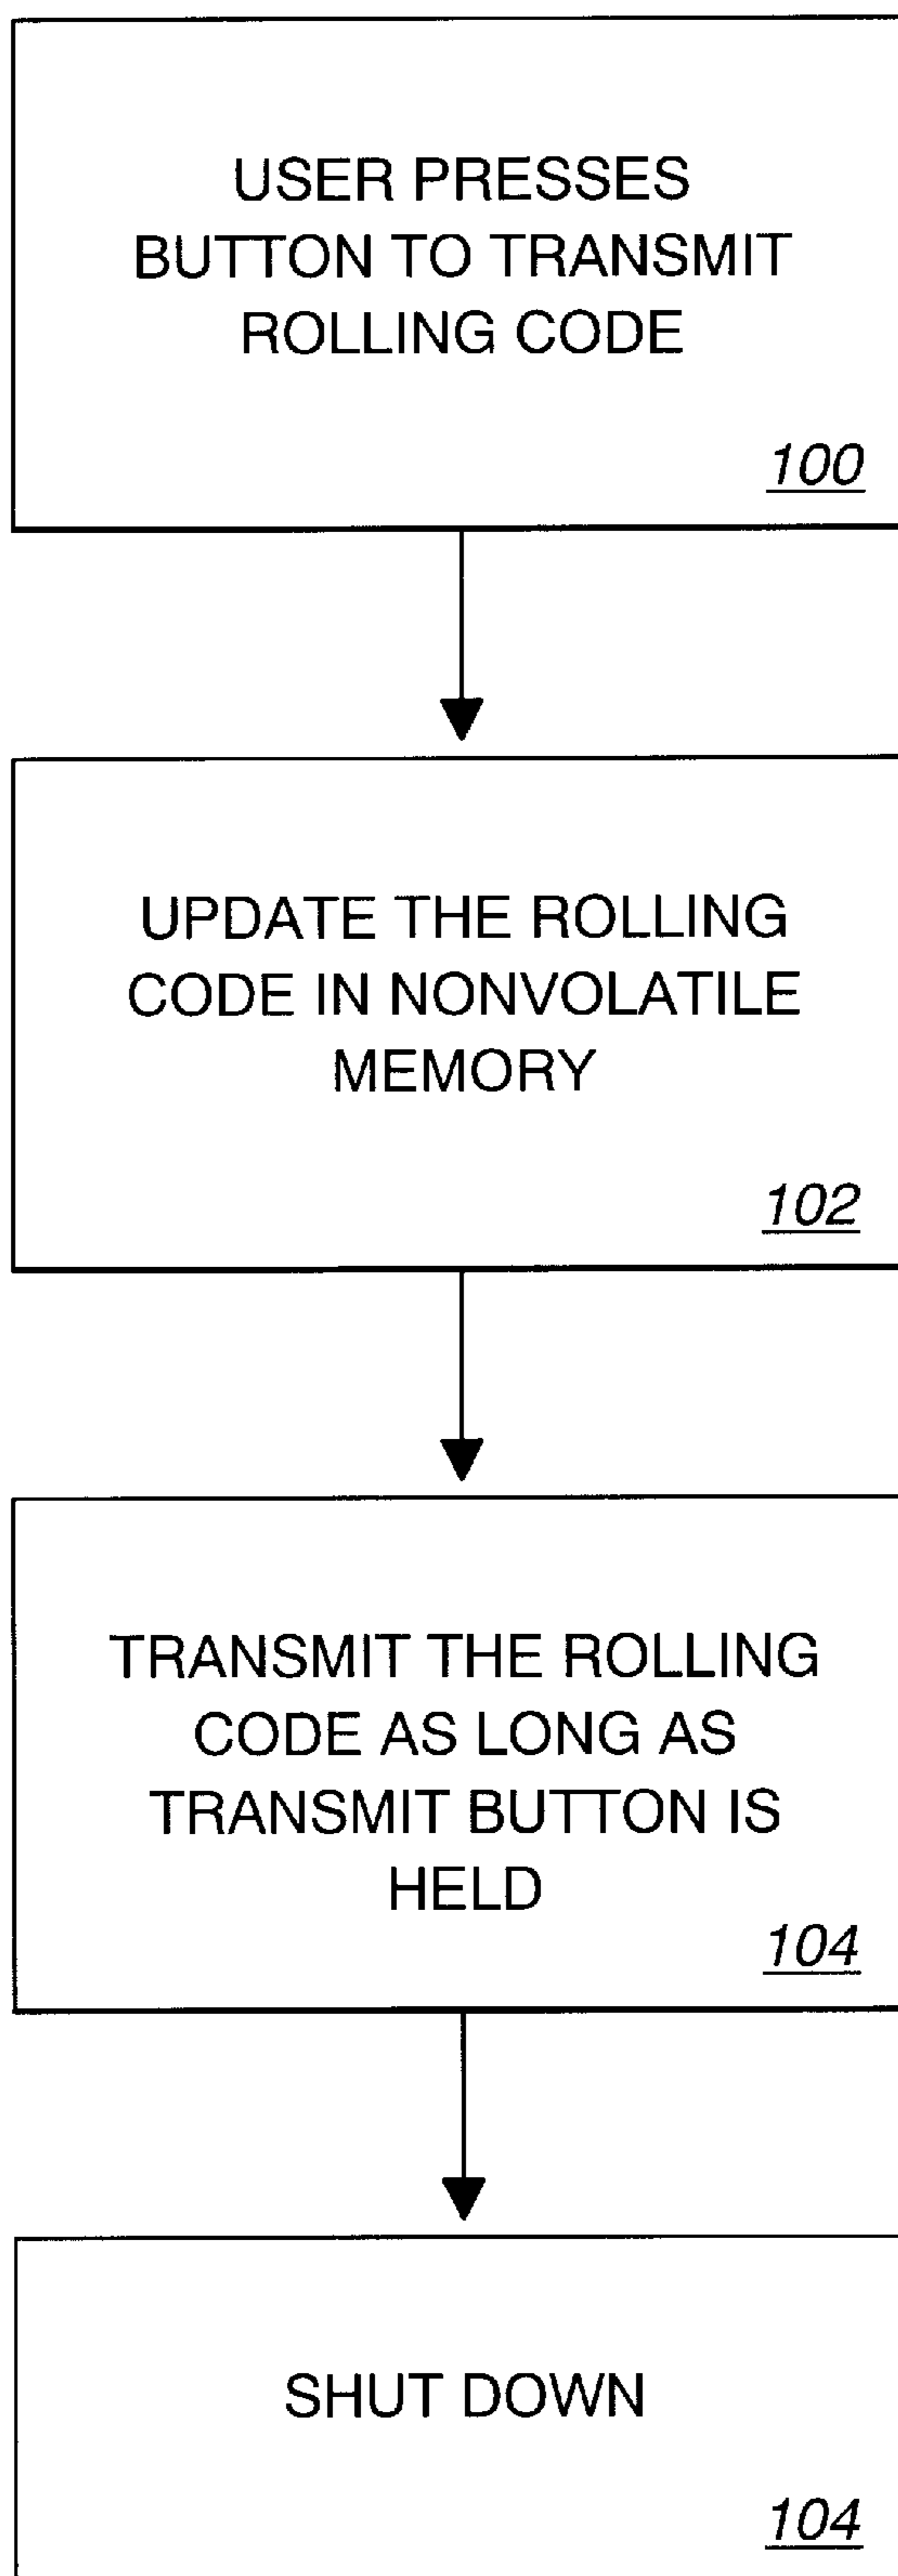 USER PRESSES
BUTTON TO TRANSMIT
ROLLING CODE
100
UPDATE THE ROLLING
CODE IN NONVOLATILE
MEMORY
102
TRANSMIT THE ROLLING
CODE AS LONG AS
TRANSMIT BUTTON IS
HELD
104
SHUT DOWN
104